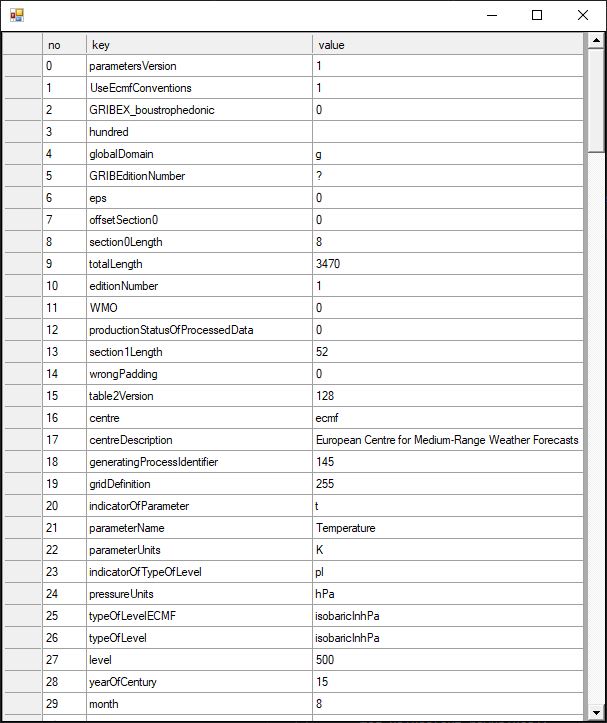 no key value
0 parametersVersion 1
1 UseEcmfConventions 1
2 GRIBEX_boustrophedonic 0
3 hundred
4 globalDomain g
5 GRIBEditionNumber ?
6 eps 0
7 offsetSection0 0
8 section0Length 8
9 totalLength 3470
10 editionNumber 1
11 WMO 0
12 productionStatusOfProcessedData 0
13 section1Length 52
14 wrongPadding 0
15 table2Version 128
16 centre ecmf
17 centreDescription European Centre for Medium-Range Weather Forecasts
18 generatingProcessIdentifier 145
19 gridDefinition 255
20 indicatorOfParameter t
21 parameterName Temperature
22 parameterUnits K
23 indicatorOfTypeOfLevel pl
24 pressureUnits hPa
25 typeOfLevelECMF isobaricInhPa
26 typeOfLevel isobaricInhPa
27 level 500
28 yearOfCentury 15
29 month 8